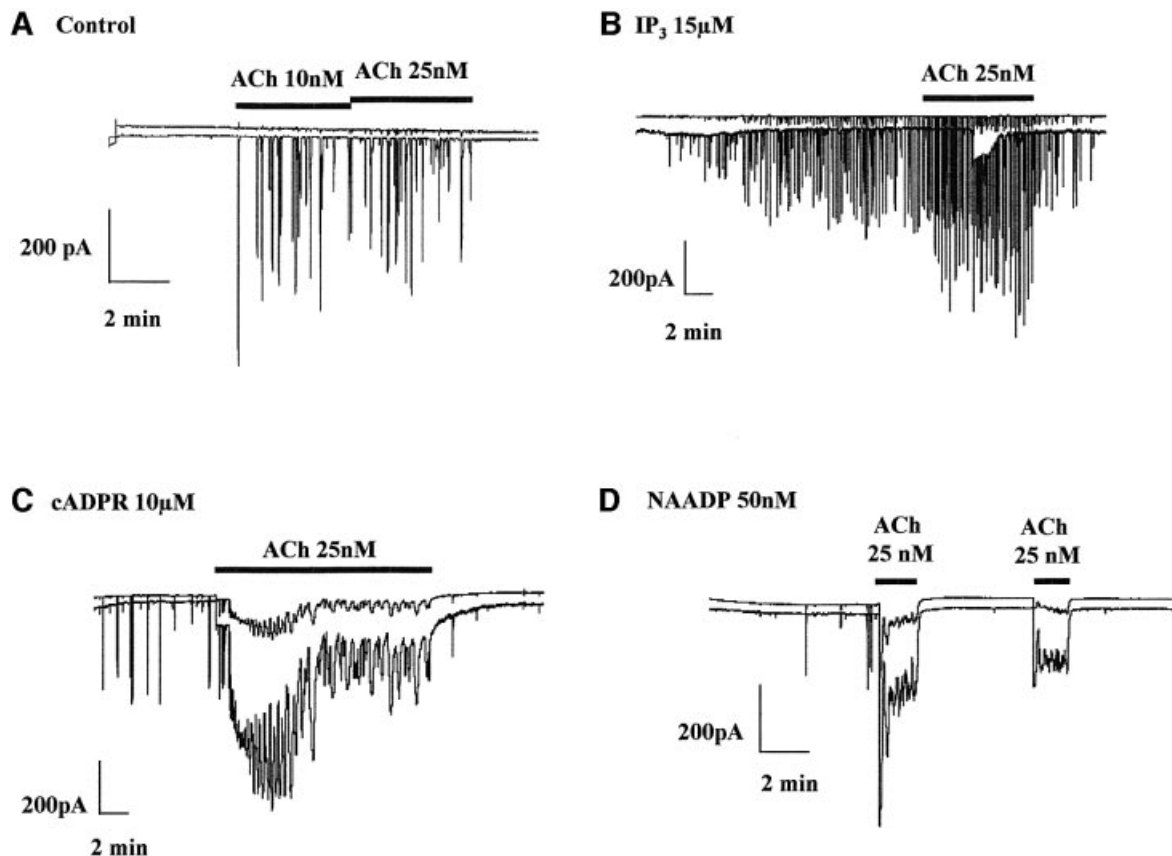 A Control
ACh 10nM
ACh 25nM
200 pA
2 min
B IP₃ 15µM
ACh 25nM
200pA
2 min
C cADPR 10µM
ACh 25nM
200pA
2 min
D NAADP 50nM
ACh
25 nM
ACh
25 nM
200pA
2 min